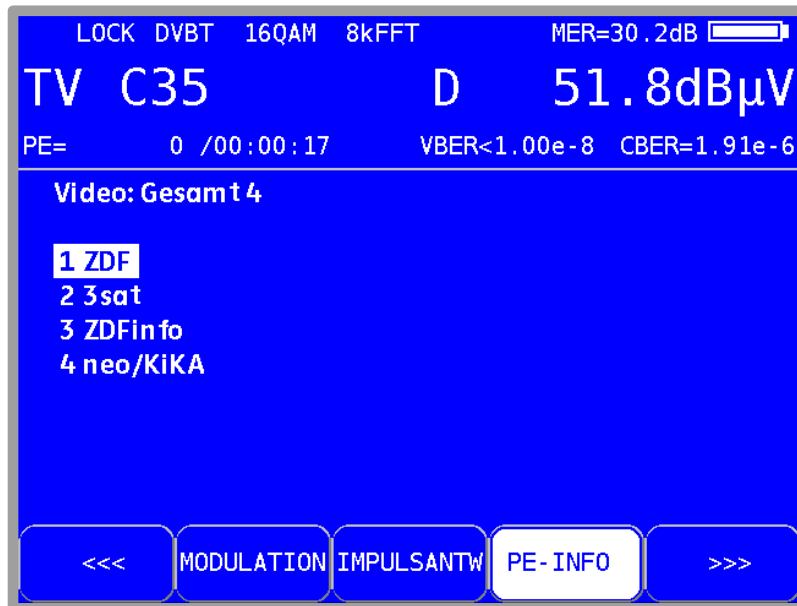 LOCK DVBT 16QAM 8kFFT MER=30.2dB
TV C35 D 51.8dBµV
PE= 0 /00:00:17 VBER<1.00e-8 CBER=1.91e-6
Video: Gesamt 4
1 ZDF
2 3sat
3 ZDFinfo
4 neo/KiKA
<<< MODULATION IMPULSANTW PE-INFO >>>